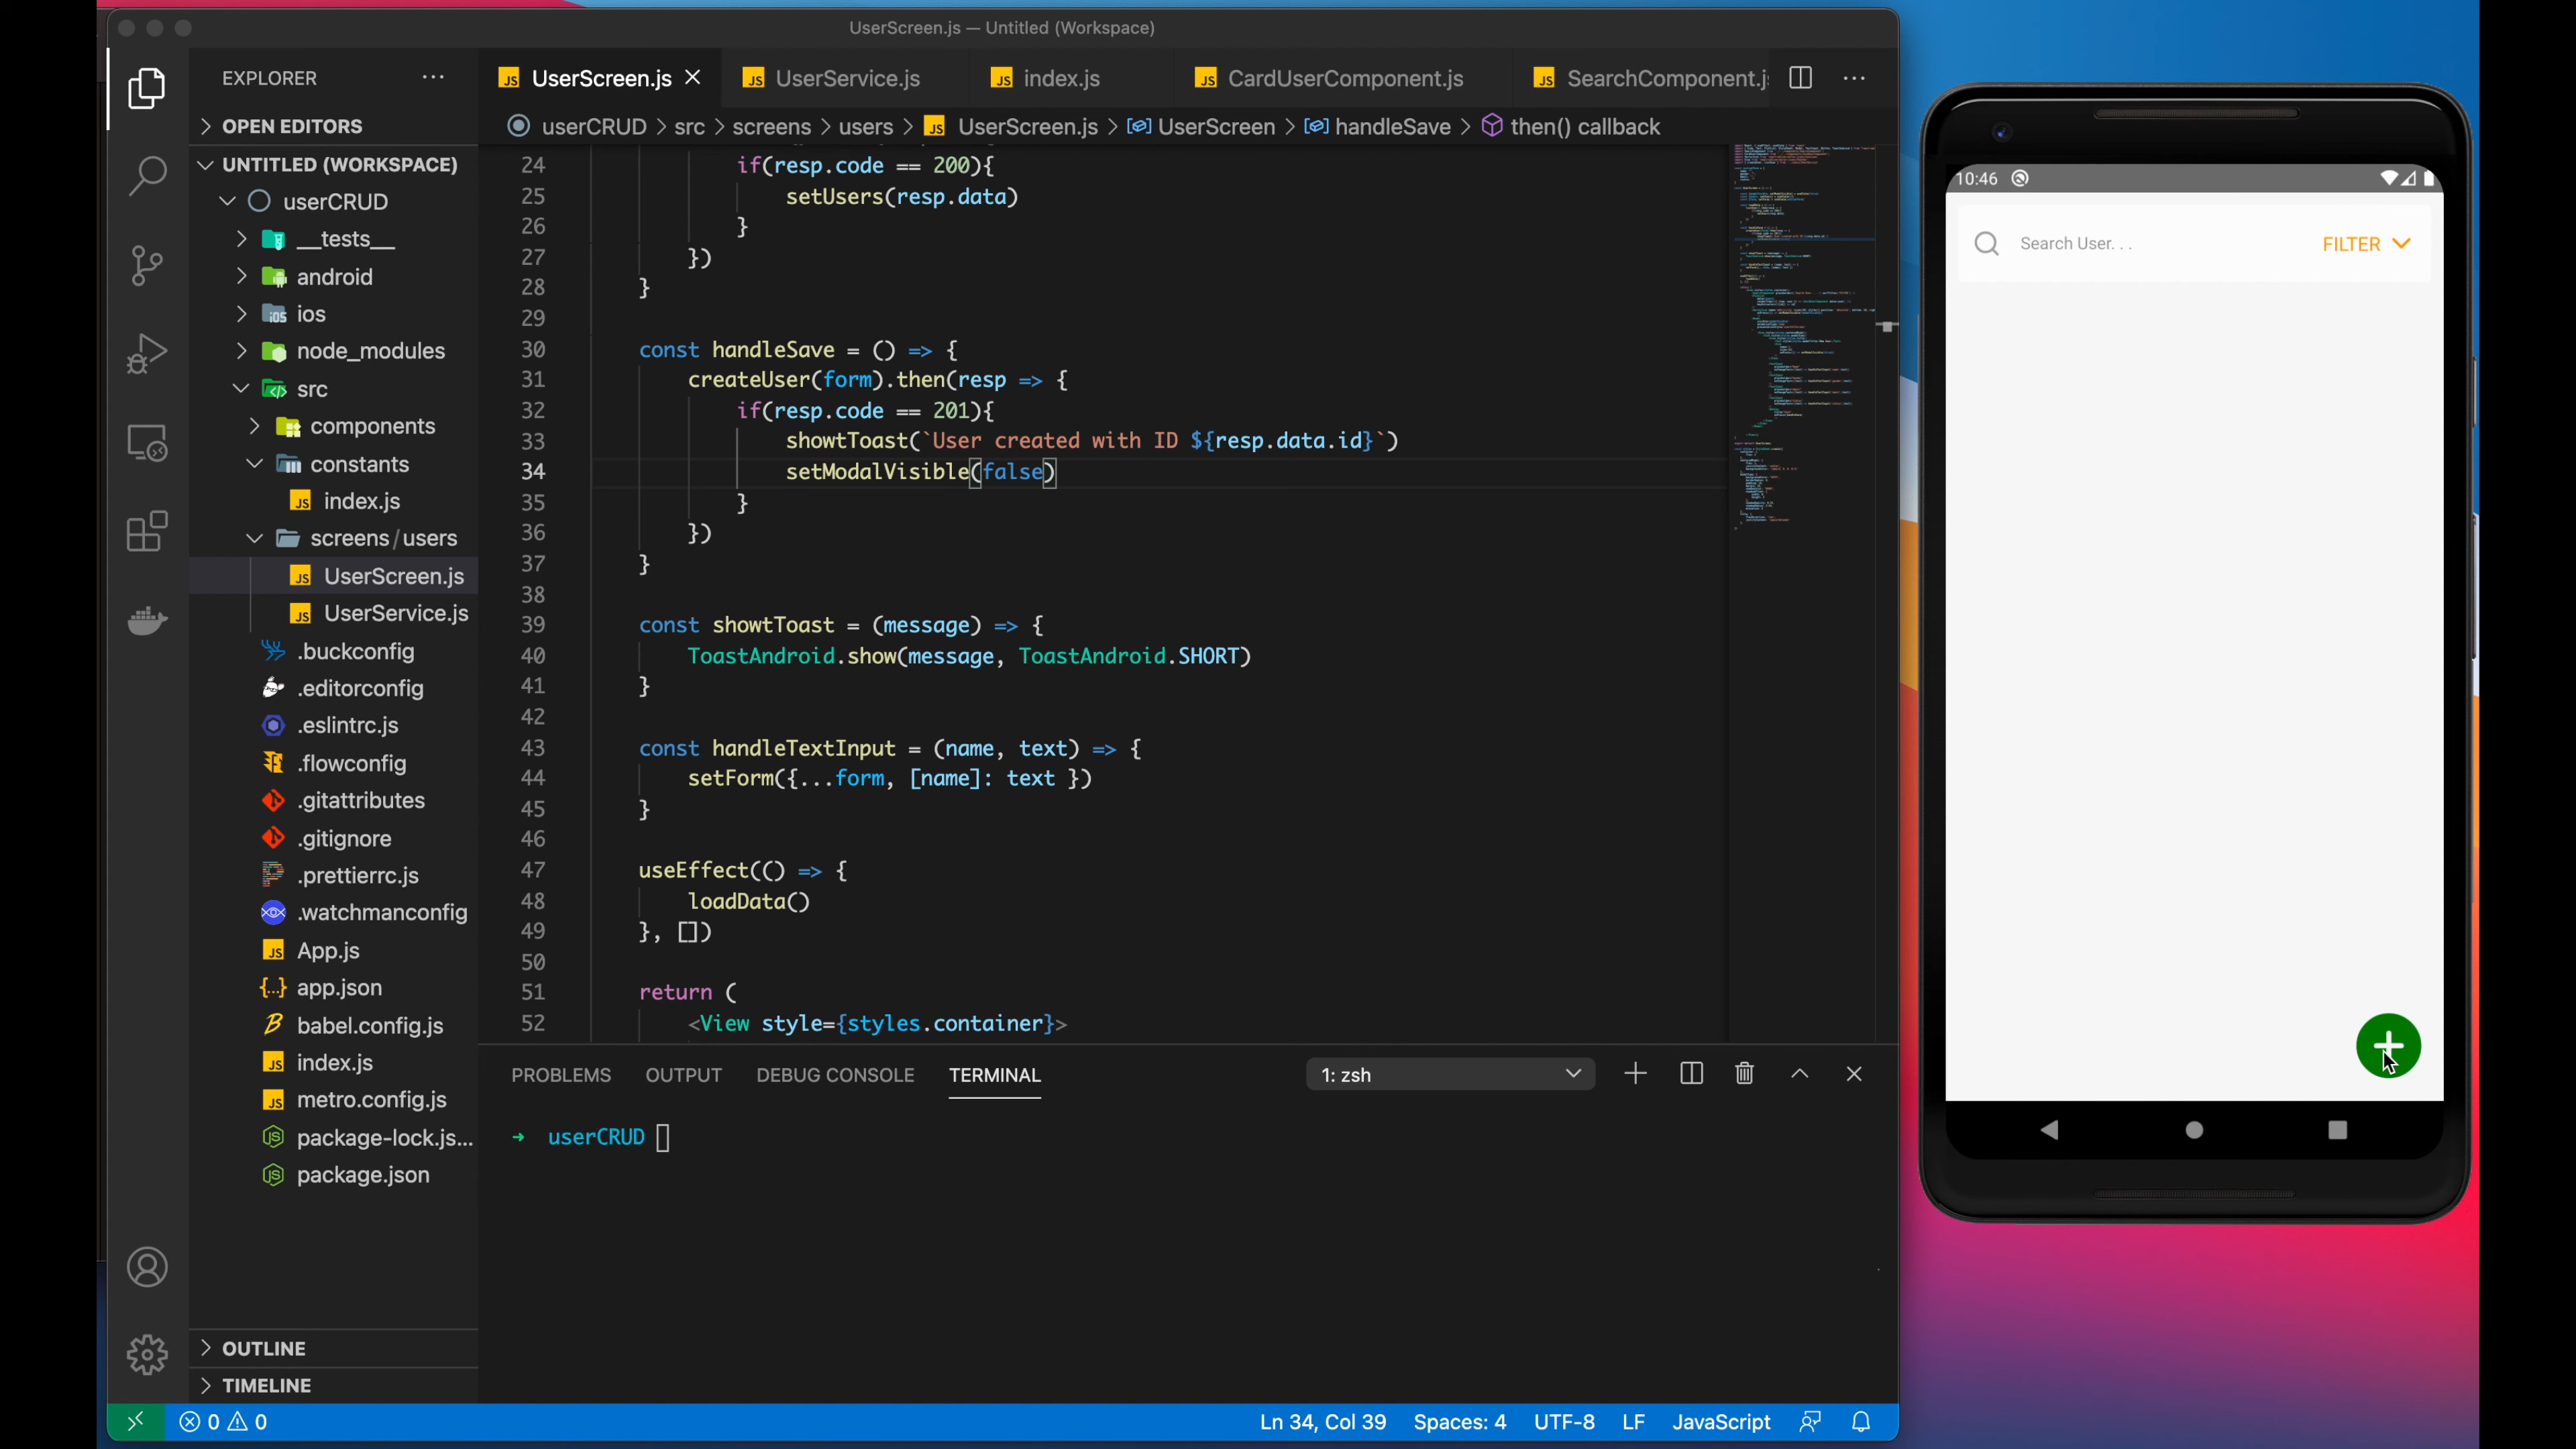 UserScreen.js — Untitled (Workspace)
EXPLORER
OPEN EDITORS
UNTITLED (WORKSPACE)
userCRUD
__tests__
android
ios
node_modules
src
components
constants
index.js
screens/users
UserScreen.js
UserService.js
.buckconfig
.editorconfig
.eslintrc.js
.flowconfig
.gitattributes
.gitignore
.prettierrc.js
.watchmanconfig
App.js
app.json
babel.config.js
index.js
metro.config.js
package-lock.js...
package.json
OUTLINE
TIMELINE
UserScreen.js UserService.js index.js CardUserComponent.js SearchComponent.js
userCRUD > src > screens > users > UserScreen.js > UserScreen > handleSave > then() callback
24 if(resp.code == 200){
25 setUsers(resp.data)
26 }
27 })
28 }
29
30 const handleSave = () => {
31 createUser(form).then(resp => {
32 if(resp.code == 201){
33 showtToast(`User created with ID ${resp.data.id}`)
34 setModalVisible(false)
35 }
36 })
37 }
38
39 const showtToast = (message) => {
40 ToastAndroid.show(message, ToastAndroid.SHORT)
41 }
42
43 const handleTextInput = (name, text) => {
44 setForm({...form, [name]: text })
45 }
46
47 useEffect(() => {
48 loadData()
49 }, [])
50
51 return (
52 <View style={styles.container}>
PROBLEMS OUTPUT DEBUG CONSOLE TERMINAL 1: zsh
→ userCRUD
0 0 Ln 34, Col 39 Spaces: 4 UTF-8 LF JavaScript
10:46
Search User. . . FILTER